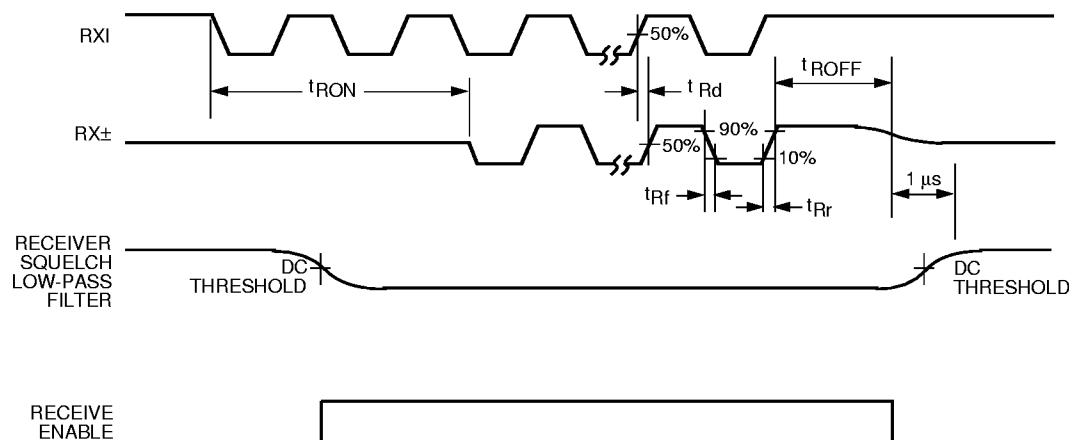 RXI
50%
tROFF
tRON
tRd
RX±
50%
90%
10%
1 µs
tRf
tRr
RECEIVER
SQUELCH
LOW-PASS
FILTER
DC
THRESHOLD
DC
THRESHOLD
RECEIVE
ENABLE